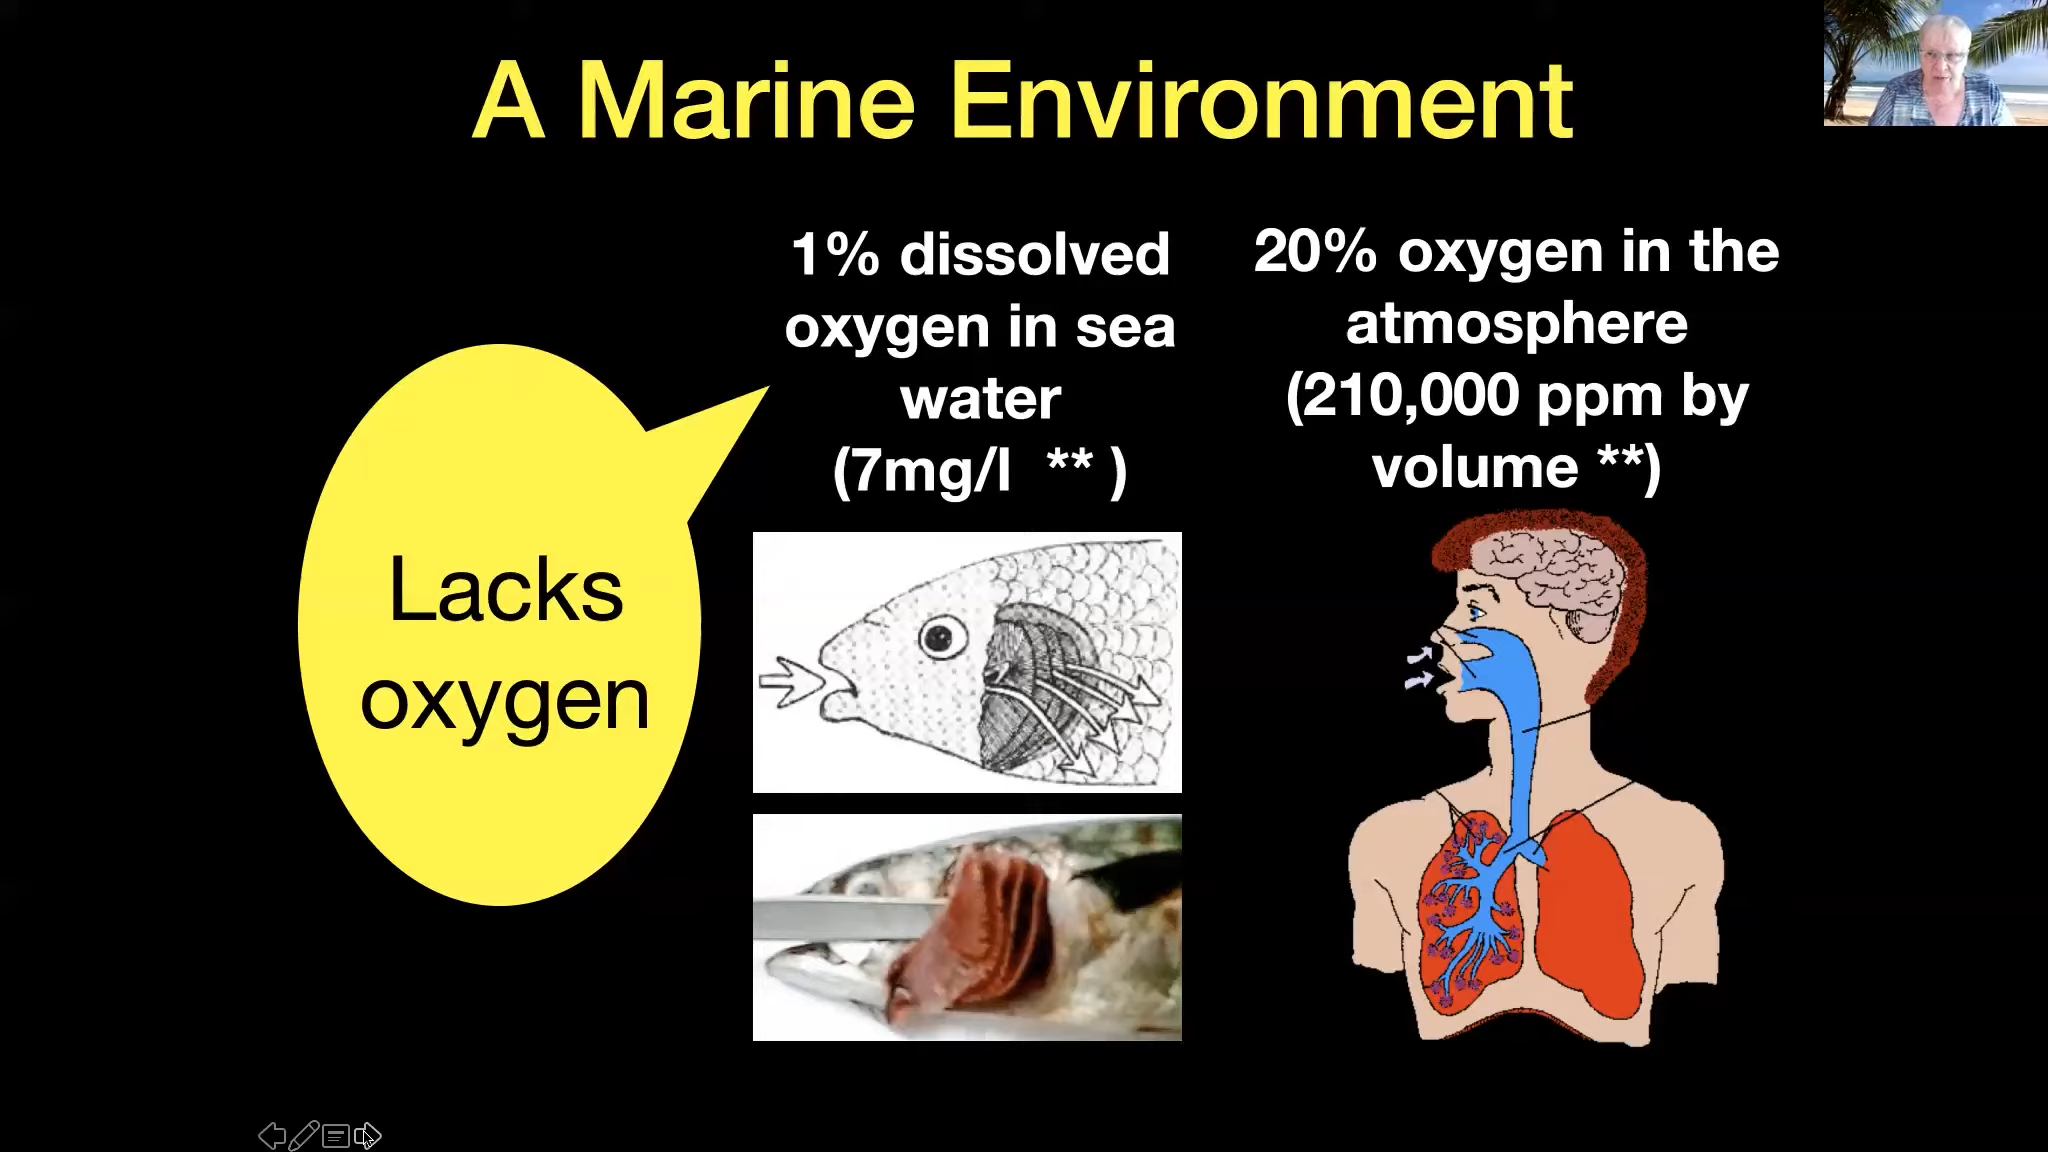 A Marine Environment
1% dissolved
oxygen in sea
water
(7mg/l  ** )
20% oxygen in the
atmosphere
(210,000 ppm by
volume **)
Lacks
oxygen